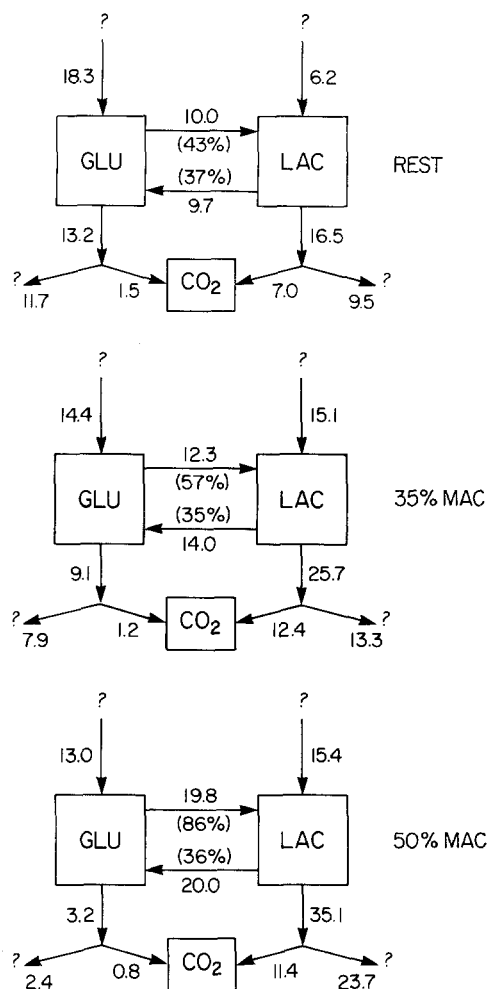 ? ?
18.3 6.2
10.0
GLU (43%) LAC REST
(37%)
9.7
13.2 16.5
? CO2 ?
11.7 1.5 7.0 9.5
? ?
14.4 15.1
12.3
GLU (57%) LAC 35% MAC
(35%)
14.0
9.1 25.7
? CO2 ?
7.9 1.2 12.4 13.3
? ?
13.0 15.4
19.8
GLU (86%) LAC 50% MAC
(36%)
20.0
3.2 35.1
? CO2 ?
2.4 0.8 11.4 23.7